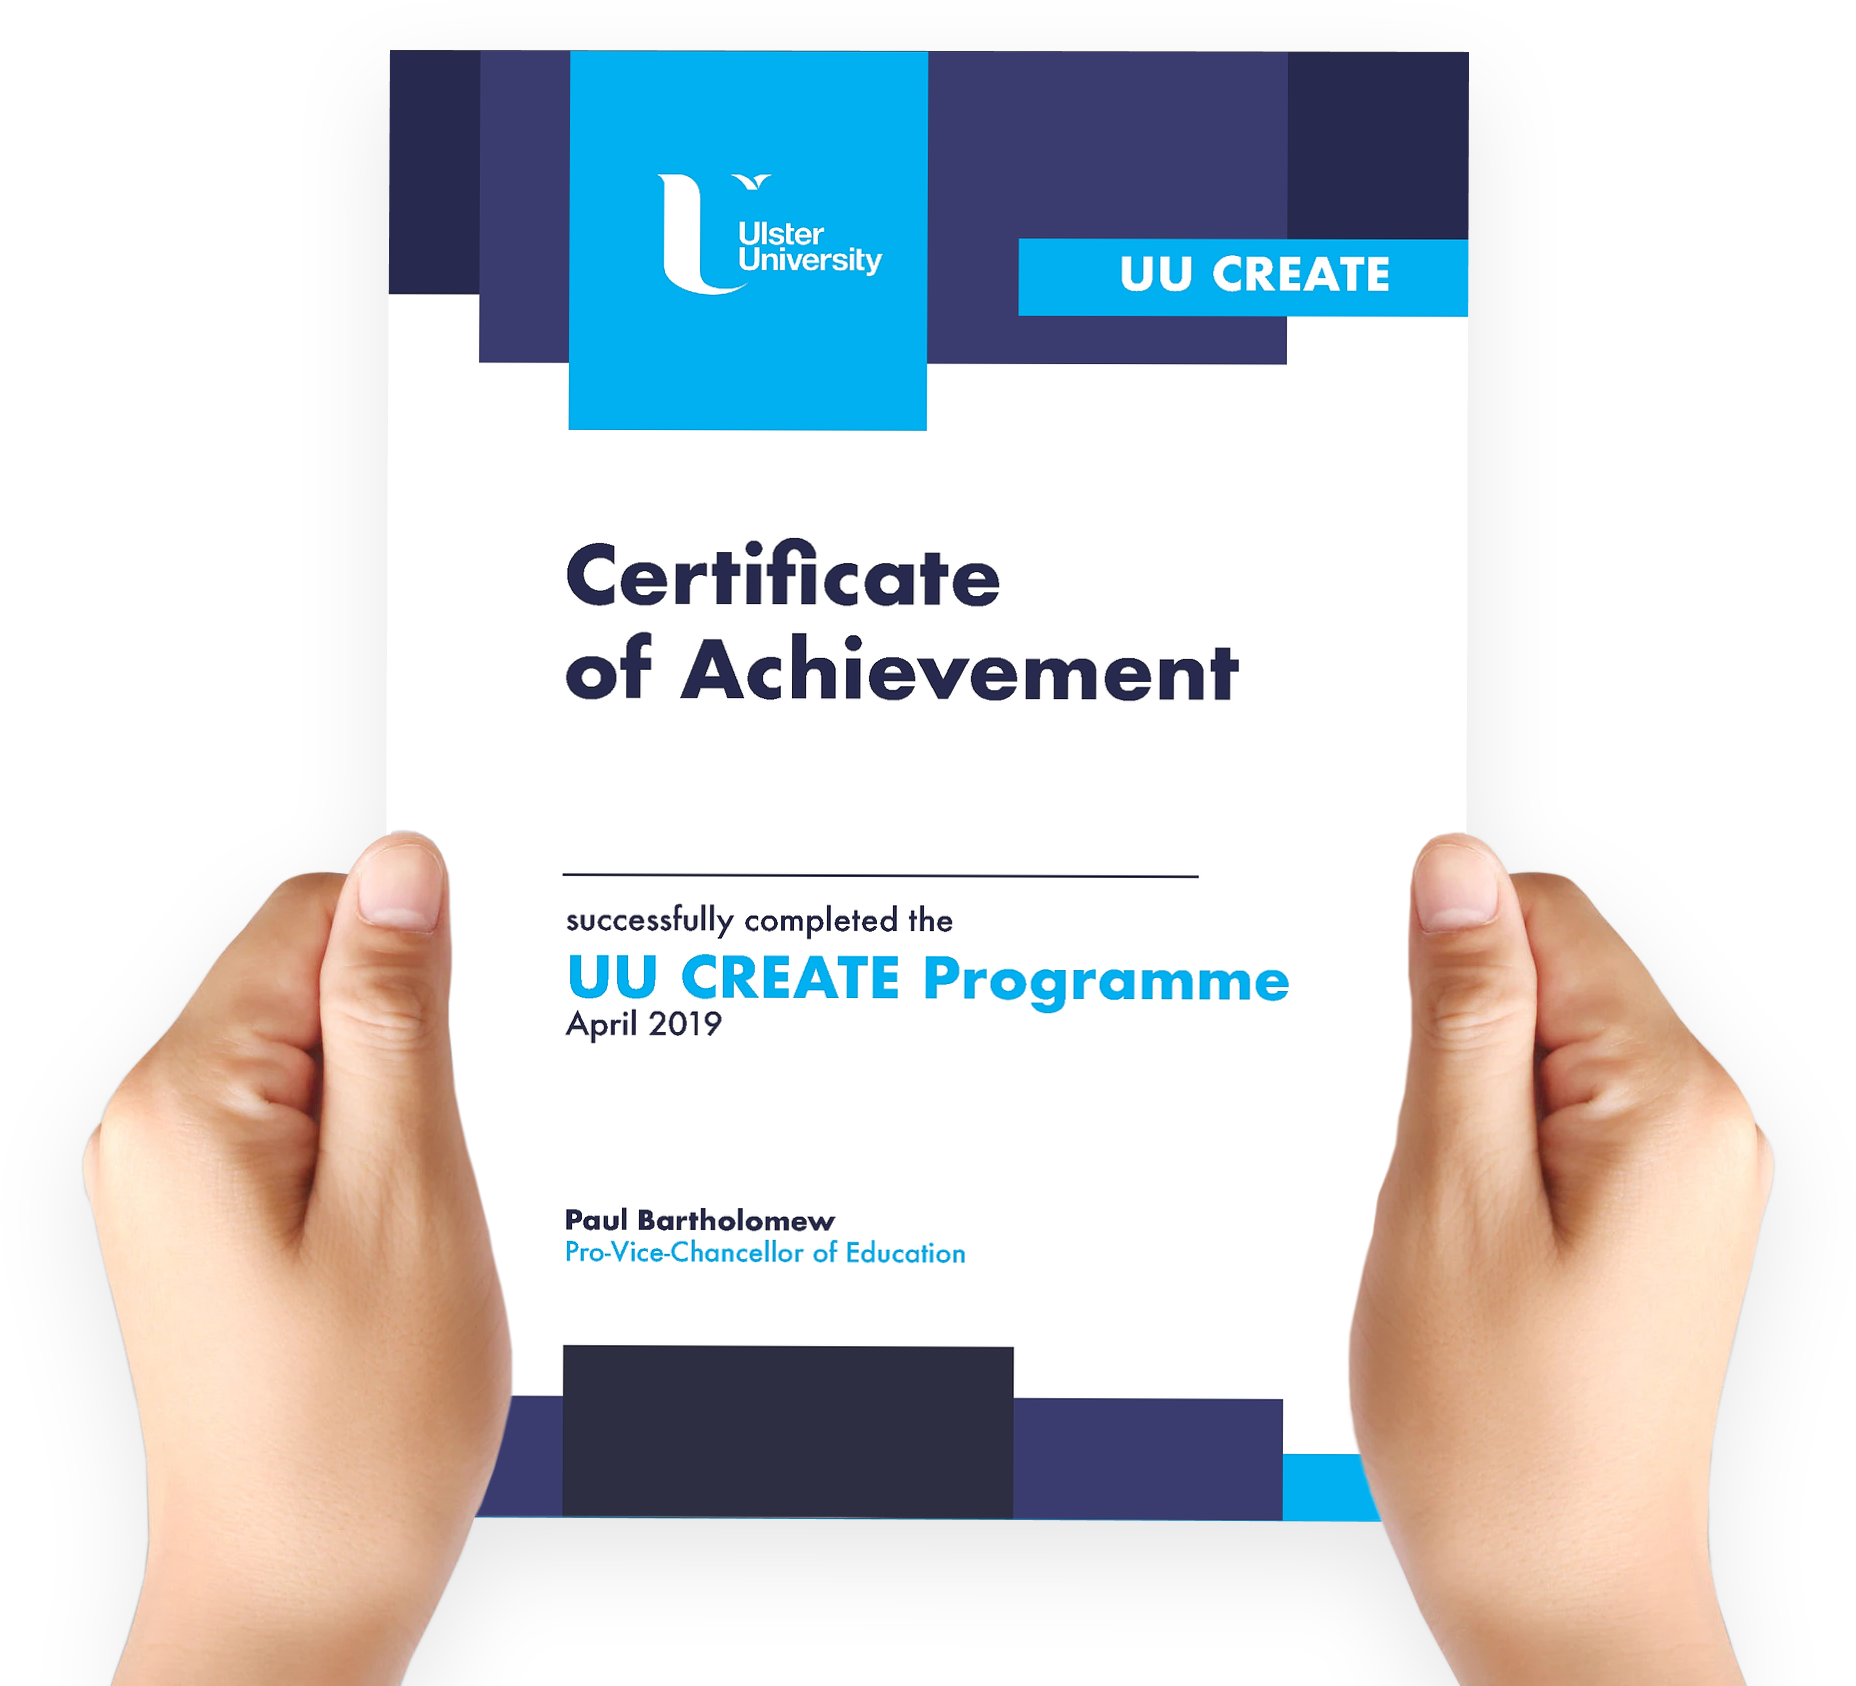 Ulster
University
UU CREATE
Certificate
of Achievement
successfully completed the
UU CREATE Programme
April 2019
Paul Bartholomew
Pro-Vice-Chancellor of Education